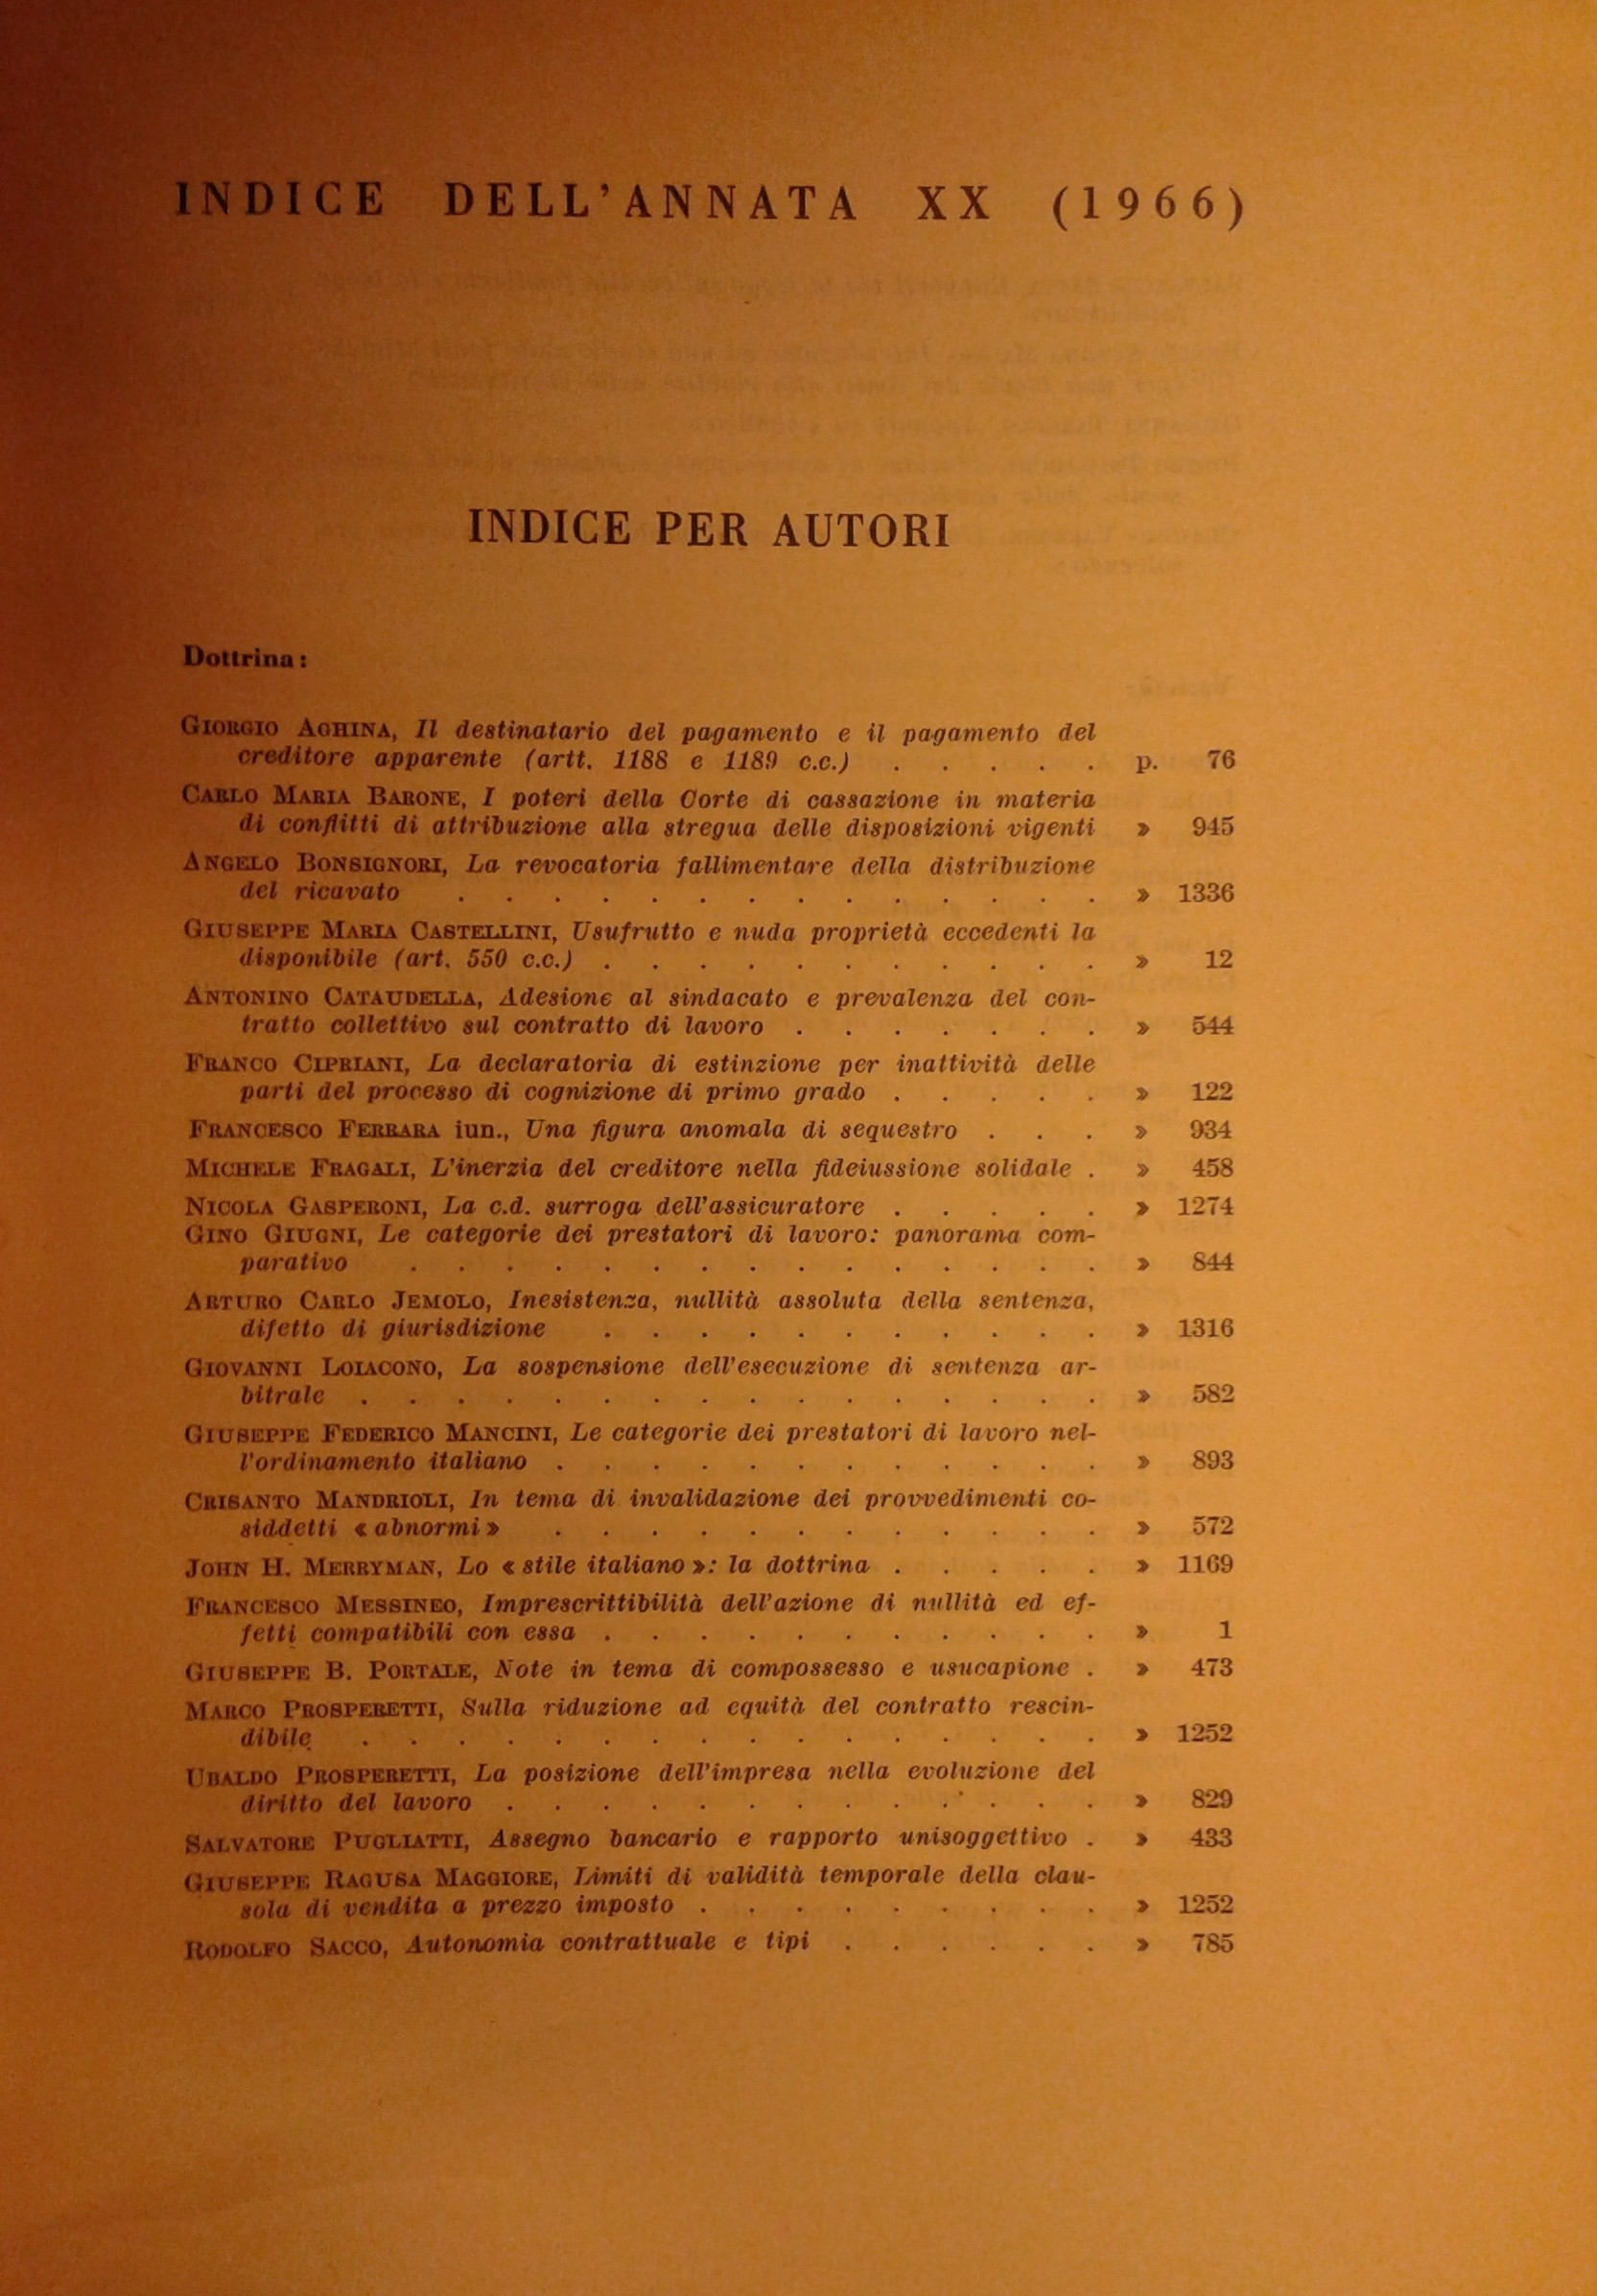 INDICE DELL'ANNATA XX (1966)
INDICE PER AUTORI
Dottrina:
GIORGIO AGHINA, Il destinatario del pagamento e il pagamento del
creditore apparente (artt. 1188 e 1189 c.c.) . . . . . p. 76
CARLO MARIA BARONE, I poteri della Corte di cassazione in materia
di conflitti di attribuzione alla stregua delle disposizioni vigenti » 945
ANGELO BONSIGNORI, La revocatoria fallimentare della distribuzione
del ricavato . . . . . . . . . . . . . . » 1336
GIUSEPPE MARIA CASTELLINI, Usufrutto e nuda proprietà eccedenti la
disponibile (art. 550 c.c.) . . . . . . . . . . . » 12
ANTONINO CATAUDELLA, Adesione al sindacato e prevalenza del con-
tratto collettivo sul contratto di lavoro . . . . . . . » 544
FRANCO CIPRIANI, La declaratoria di estinzione per inattività delle
parti del processo di cognizione di primo grado . . . . . » 122
FRANCESCO FERRARA iun., Una figura anomala di sequestro . . . » 934
MICHELE FRAGALI, L'inerzia del creditore nella fideiussione solidale . » 458
NICOLA GASPERONI, La c.d. surroga dell'assicuratore . . . . . » 1274
GINO GIUGNI, Le categorie dei prestatori di lavoro: panorama com-
parativo . . . . . . . . . . . . . . . » 844
ARTURO CARLO JEMOLO, Inesistenza, nullità assoluta della sentenza,
difetto di giurisdizione . . . . . . . . . . . » 1316
GIOVANNI LOIACONO, La sospensione dell'esecuzione di sentenza ar-
bitrale . . . . . . . . . . . . . . . . » 582
GIUSEPPE FEDERICO MANCINI, Le categorie dei prestatori di lavoro nel-
l'ordinamento italiano . . . . . . . . . . . . » 893
CRISANTO MANDRIOLI, In tema di invalidazione dei provvedimenti co-
siddetti « abnormi » . . . . . . . . . . . . » 572
JOHN H. MERRYMAN, Lo « stile italiano »: la dottrina . . . . . » 1169
FRANCESCO MESSINEO, Imprescrittibilità dell'azione di nullità ed ef-
fetti compatibili con essa . . . . . . . . . . . » 1
GIUSEPPE B. PORTALE, Note in tema di compossesso e usucapione . » 473
MARCO PROSPERETTI, Sulla riduzione ad equità del contratto rescin-
dibile . . . . . . . . . . . . . . . . » 1252
UBALDO PROSPERETTI, La posizione dell'impresa nella evoluzione del
diritto del lavoro . . . . . . . . . . . . . » 829
SALVATORE PUGLIATTI, Assegno bancario e rapporto unisoggettivo . » 433
GIUSEPPE RAGUSA MAGGIORE, Limiti di validità temporale della clau-
sola di vendita a prezzo imposto . . . . . . . . . » 1252
RODOLFO SACCO, Autonomia contrattuale e tipi . . . . . . » 785